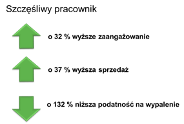 Szczęśliwy pracownik
o 32 % wyższe zaangażowanie
o 37 % wyższa sprzedaż
o 132 % niższa podatność na wypalenie